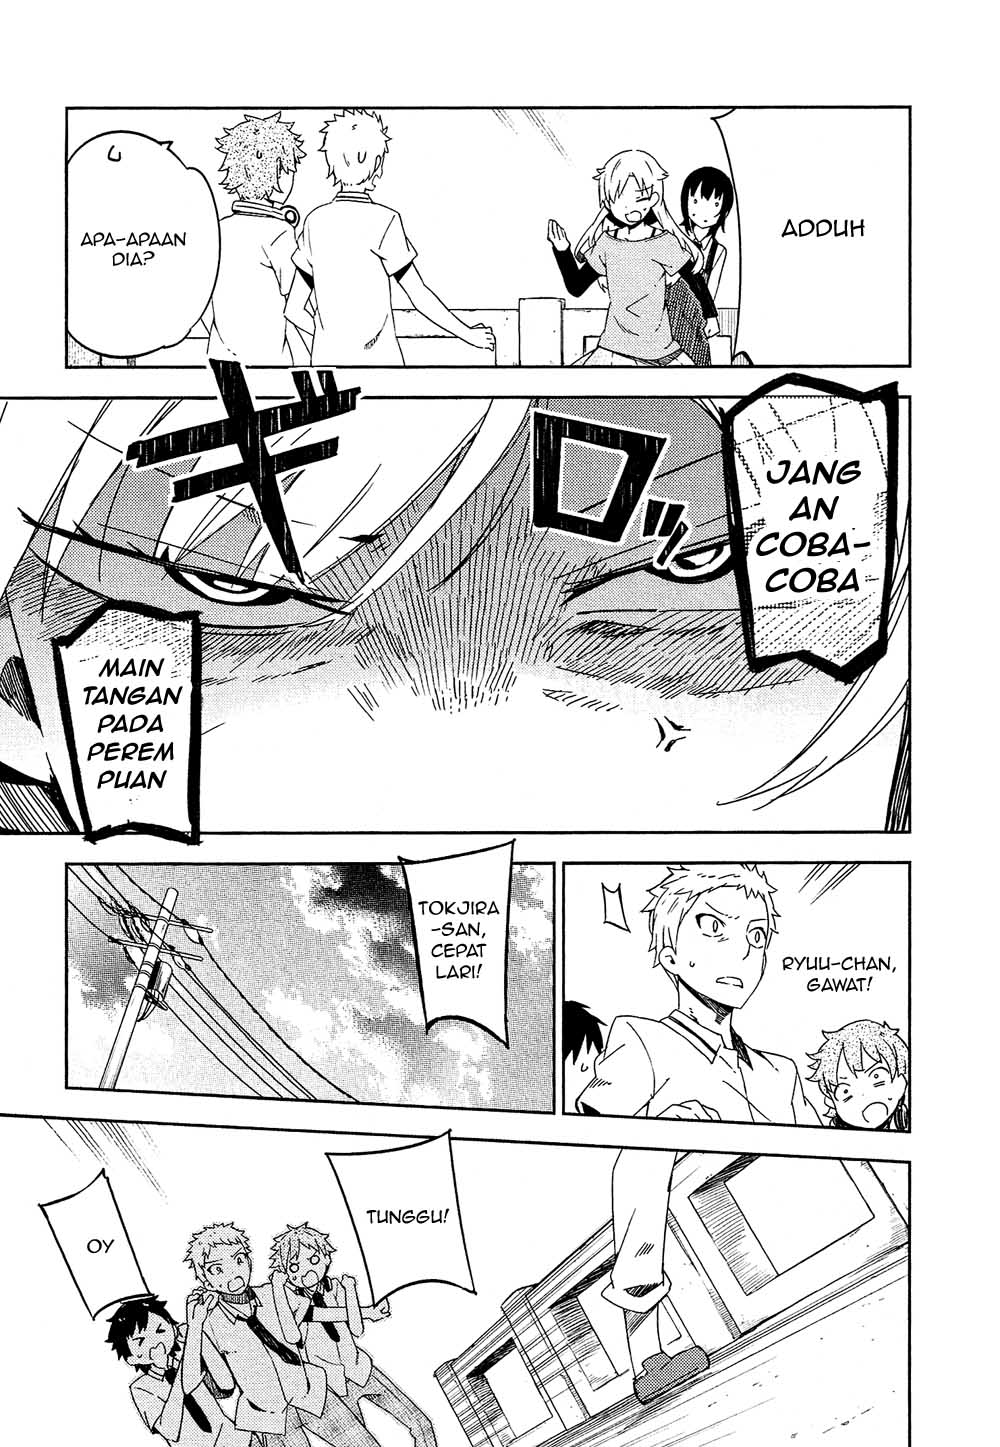 ADDUH
APA-APAAN
DIA?
JANG
AN
COBA-
COBA
ギ
ロッ
MAIN
TANGAN
PADA
PEREM
PUAN
RYUU-CHAN,
GAWAT!
TOKJIRA
-SAN,
CEPAT
LARI!
TUNGGU!
OY